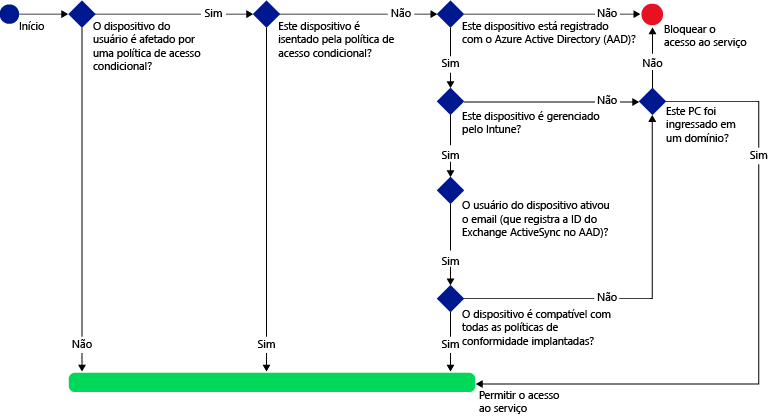 Início
O dispositivo do
usuário é afetado por
uma política de acesso
condicional?
Sim
Este dispositivo é
isentado pela política de
acesso condicional?
Não
Este dispositivo está registrado
com o Azure Active Directory (AAD)?
Não
Bloquear o
acesso ao serviço
Sim
Não
Este dispositivo é gerenciado
pelo Intune?
Não
Este PC foi
ingressado em
um domínio?
Sim
Sim
O usuário do dispositivo ativou
o email (que registra a ID do
Exchange ActiveSync no AAD)?
Sim
Não
O dispositivo é compatível com
todas as políticas de
conformidade implantadas?
Não
Sim
Sim
Permitir o acesso
ao serviço